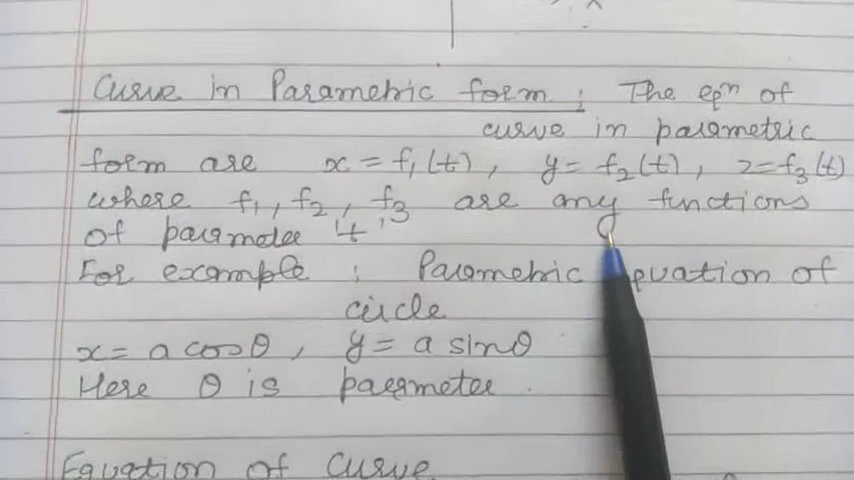 Curve in Parametric form : The eqn of
curve in parametric
form are x = f1(t), y = f2(t), z = f3(t)
where f1, f2, f3 are any functions
of parameter 't'
For example : Parametric equation of
circle
x = a cosθ, y = a sinθ
Here θ is parameter.
Equation of Curve